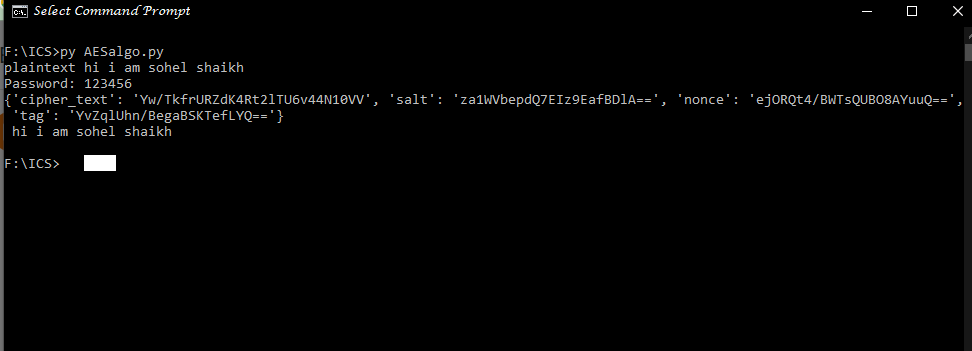 Select Command Prompt
F:\ICS>py AESalgo.py
plaintext hi i am sohel shaikh
Password: 123456
{'cipher_text': 'Yw/TkfrURZdK4Rt2lTU6v44N10VV', 'salt': 'za1WVbepdQ7EIz9EafBDlA==', 'nonce': 'ejORQt4/BWTsQUBO8AYuuQ==',
'tag': 'YvZqlUhn/BegaBSKTefLYQ=='}
hi i am sohel shaikh
F:\ICS>